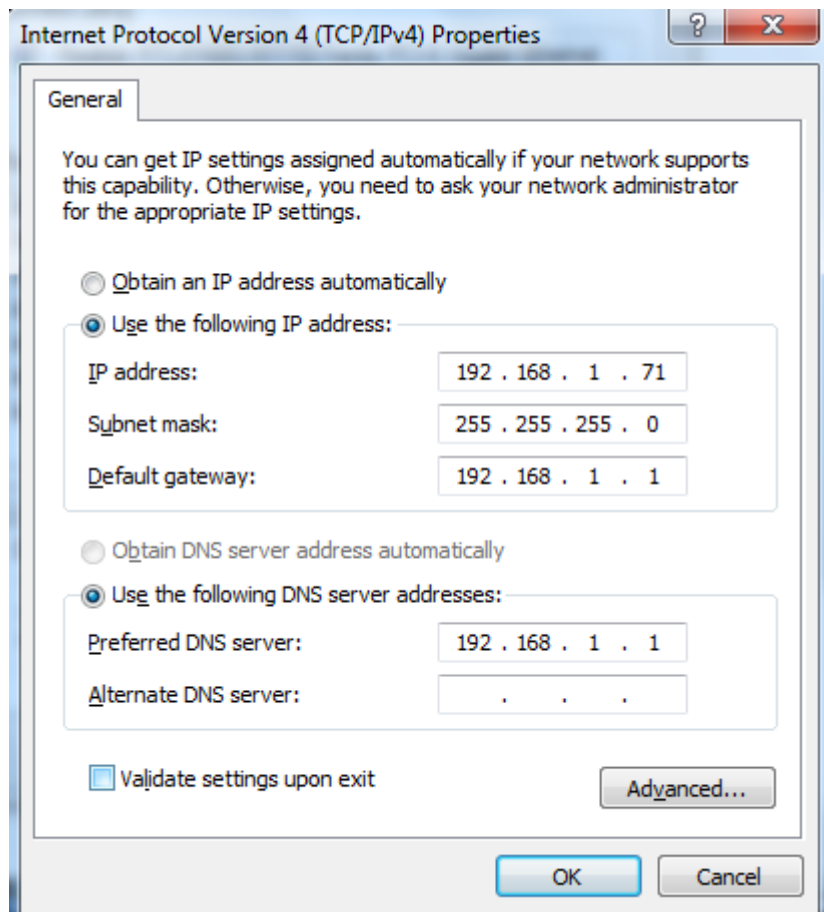 Internet Protocol Version 4 (TCP/IPv4) Properties
?
X
General
You can get IP settings assigned automatically if your network supports
this capability. Otherwise, you need to ask your network administrator
for the appropriate IP settings.
Obtain an IP address automatically
Use the following IP address:
IP address: 192 . 168 . 1 . 71
Subnet mask: 255 . 255 . 255 . 0
Default gateway: 192 . 168 . 1 . 1
Obtain DNS server address automatically
Use the following DNS server addresses:
Preferred DNS server: 192 . 168 . 1 . 1
Alternate DNS server: . . .
Validate settings upon exit
Advanced...
OK Cancel